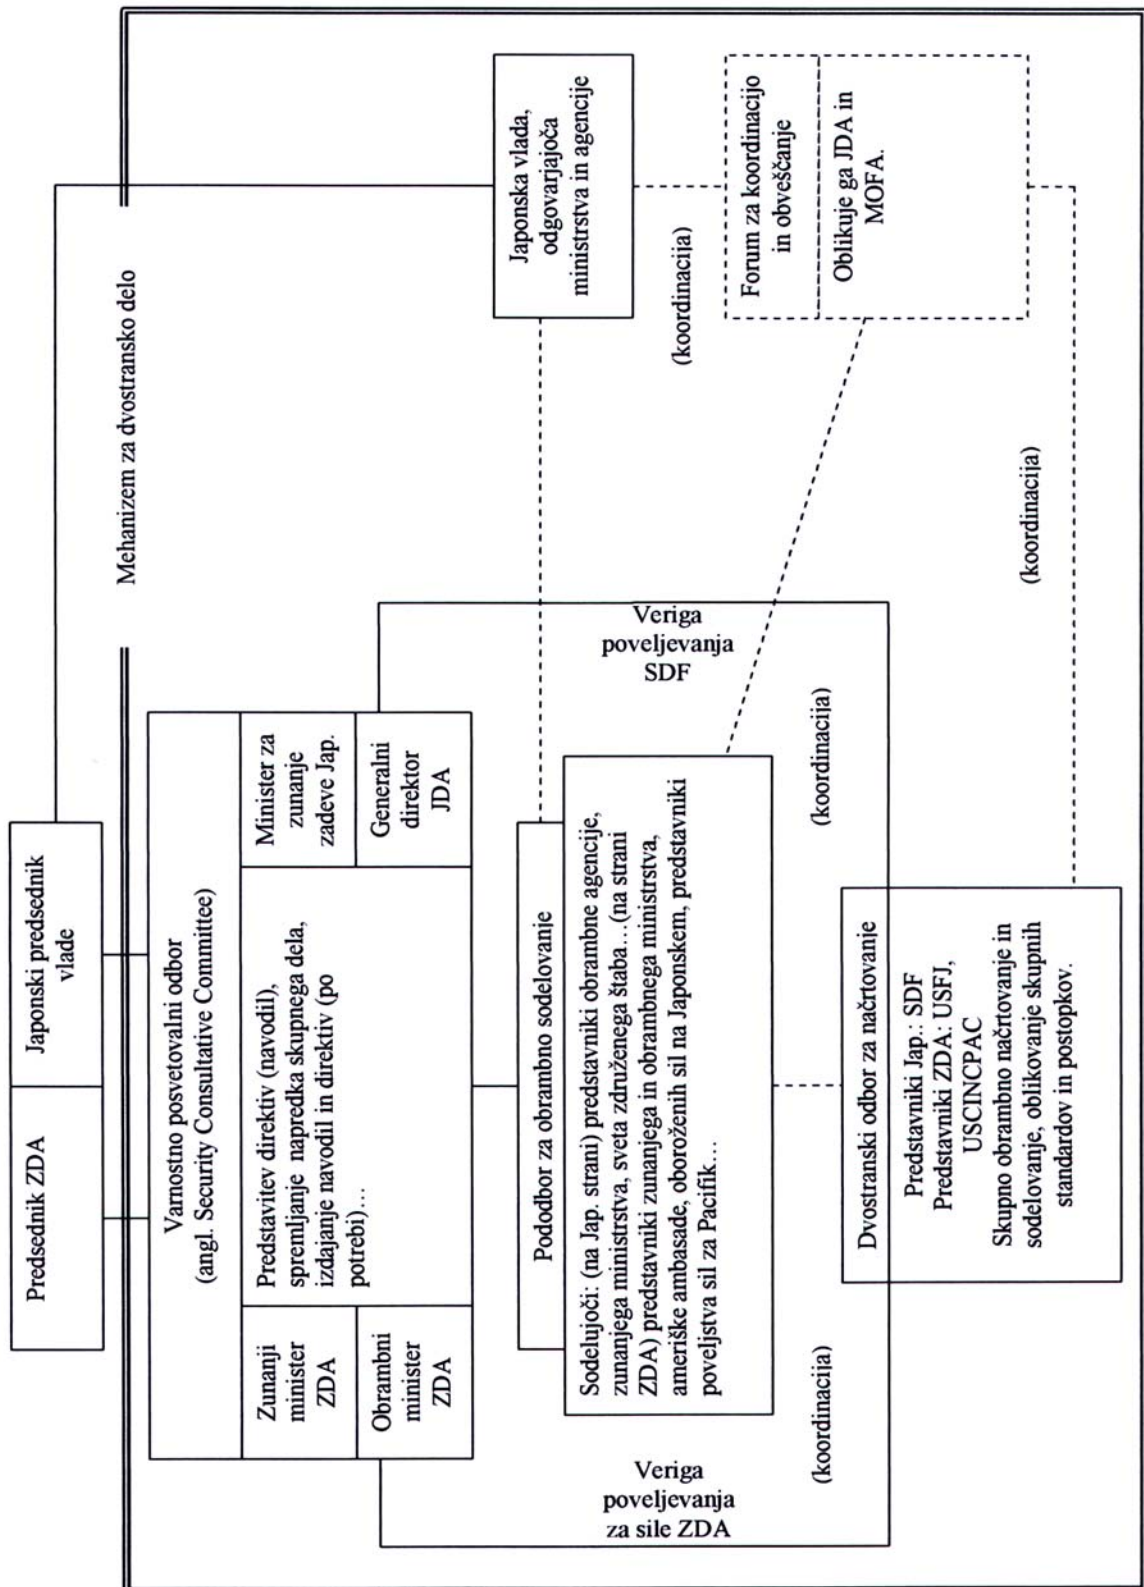 Predsednik ZDA
Japonski predsednik
vlade
Mehanizem za dvostransko delo
Varnostno posvetovalni odbor
(angl. Security Consultative Committee)
Zunanji
minister
ZDA
Obrambni
minister
ZDA
Predstavitev direktiv (navodil),
spremljanje napredka skupnega dela,
izdajanje navodil in direktiv (po
potrebi)…
Minister za
zunanje
zadeve Jap.
Generalni
direktor
JDA
Japonska vlada,
odgovarjajoča
ministrstva in agencije
Pododbor za obrambno sodelovanje
Sodelujoči: (na Jap. strani) predstavniki obrambne agencije,
zunanjega ministrstva, sveta združenega štaba…(na strani
ZDA) predstavniki zunanjega in obrambnega ministrstva,
ameriške ambasade, oboroženih sil na Japonskem, predstavniki
poveljstva sil za Pacifik…
Veriga
poveljevanja
za sile ZDA
Veriga
poveljevanja
SDF
(koordinacija)
Forum za koordinacijo
in obveščanje
Oblikuje ga JDA in
MOFA.
(koordinacija)
(koordinacija)
Dvostranski odbor za načrtovanje
Predstavniki Jap.: SDF
Predstavniki ZDA: USFJ,
USCINCPAC
Skupno obrambno načrtovanje in
sodelovanje, oblikovanje skupnih
standardov in postopkov.
(koordinacija)